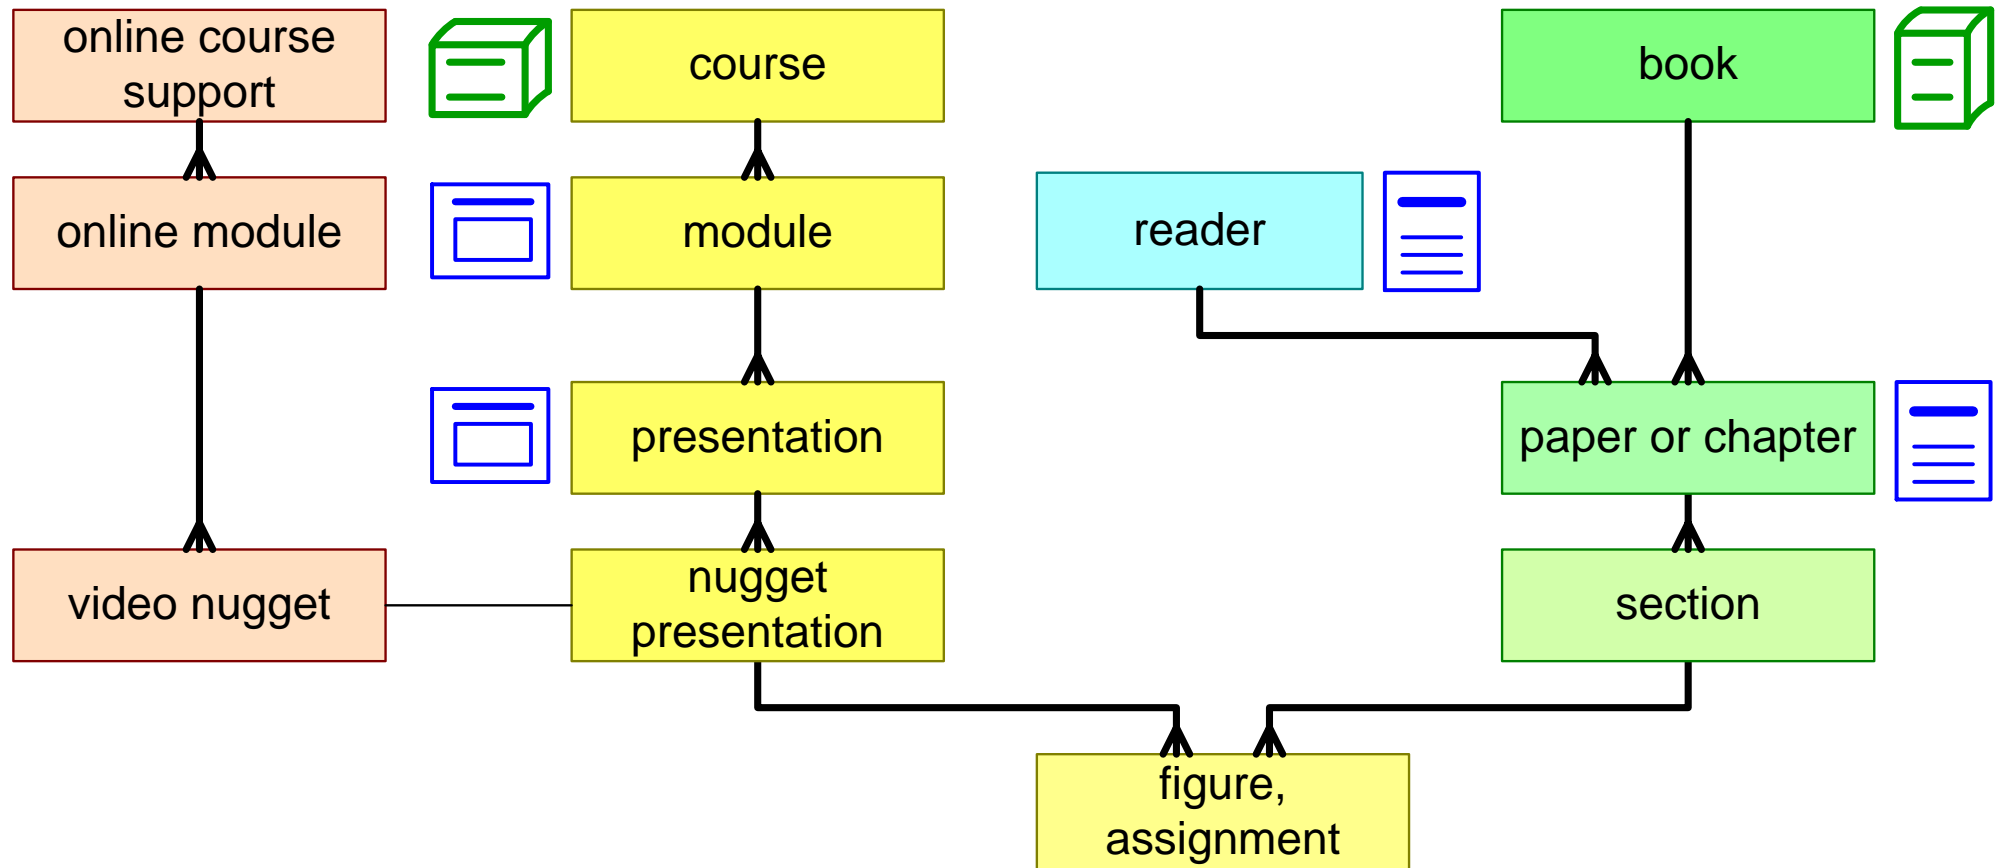 online course
support
course
book
online module
module
reader
presentation
paper or chapter
video nugget
nugget
presentation
section
figure,
assignment